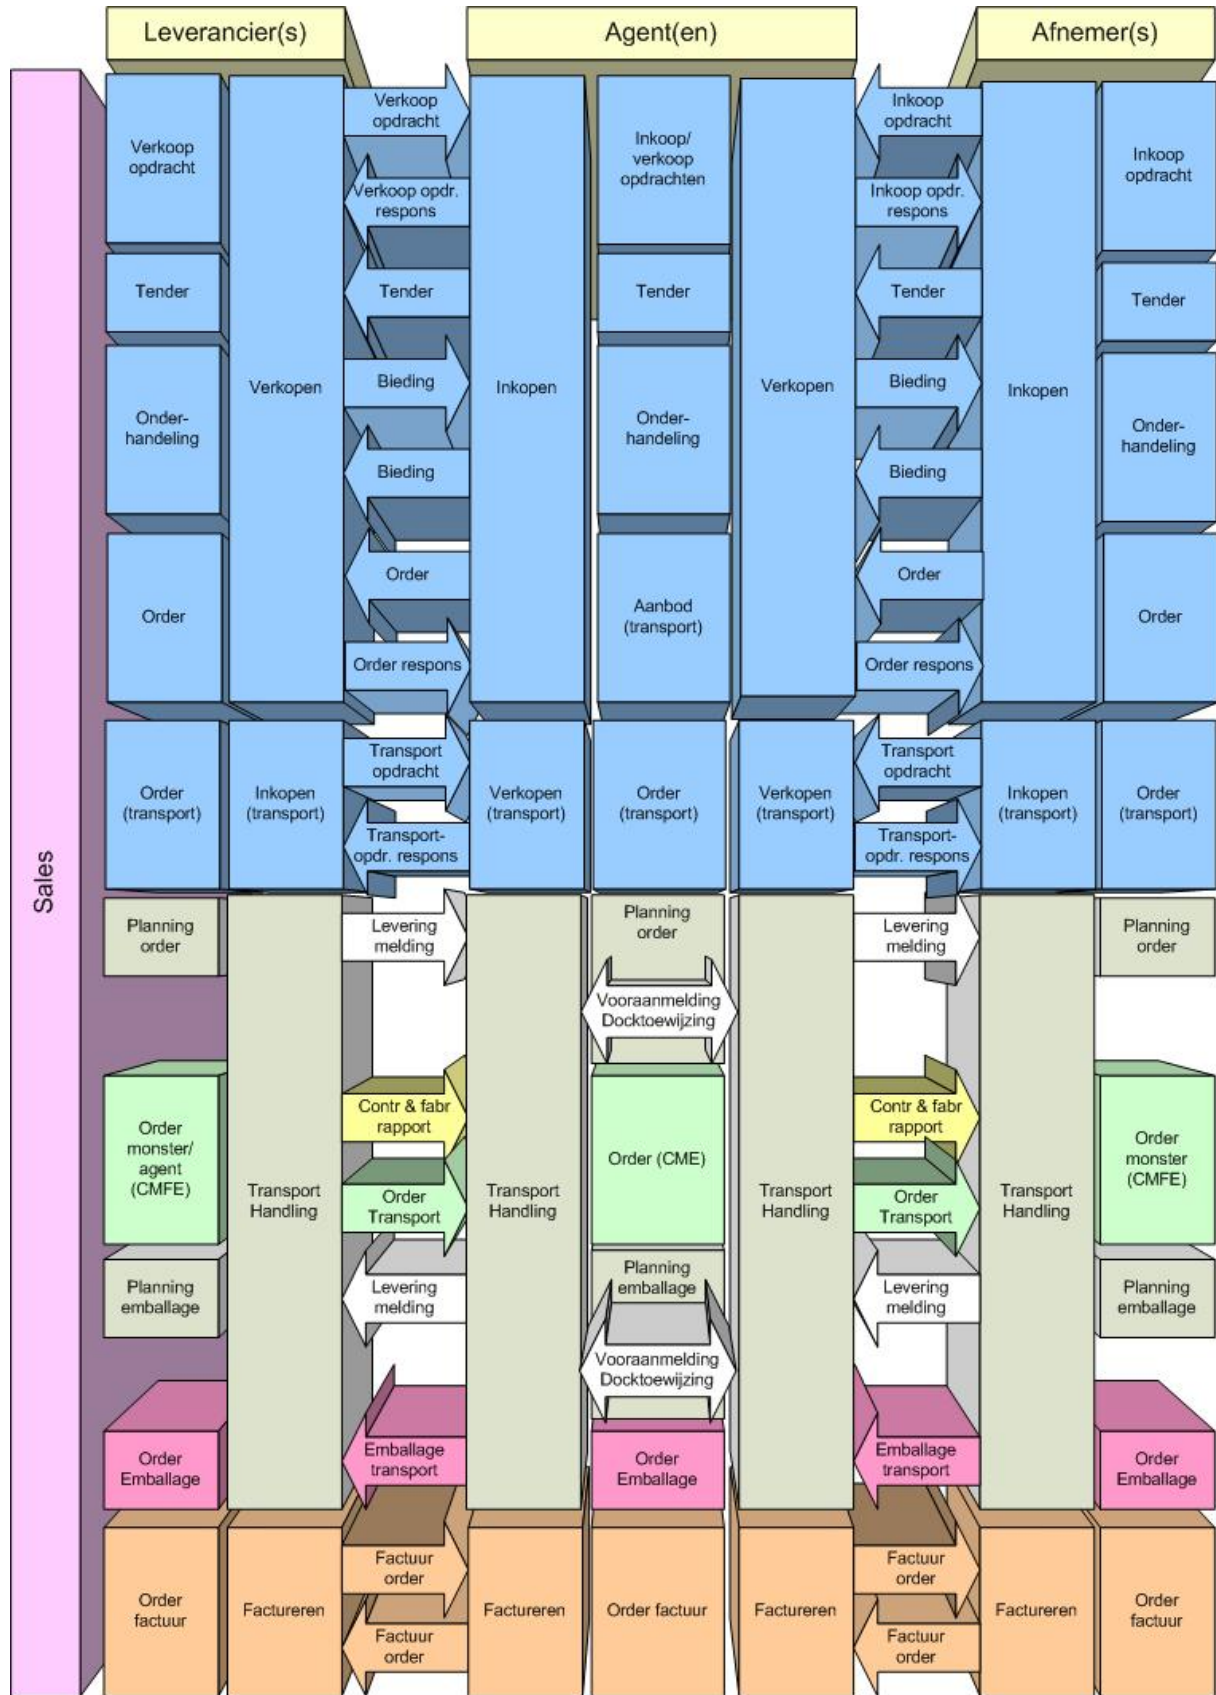 Leverancier(s)
Agent(en)
Afnemer(s)
Sales
Verkoop
opdracht
Verkopen
Verkoop
opdracht
Verkoop opdr.
respons
Inkopen
Inkoop/
verkoop
opdrachten
Verkopen
Inkoop
opdracht
Inkoop opdr.
respons
Inkopen
Inkoop
opdracht
Tender
Tender
Tender
Tender
Tender
Onder-
handeling
Bieding
Bieding
Onder-
handeling
Bieding
Bieding
Onder-
handeling
Order
Order
Order respons
Aanbod
(transport)
Order
Order respons
Order
Order
(transport)
Inkopen
(transport)
Transport
opdracht
Transport-
opdr. respons
Verkopen
(transport)
Order
(transport)
Verkopen
(transport)
Transport
opdracht
Transport-
opdr. respons
Inkopen
(transport)
Order
(transport)
Planning
order
Levering
melding
Planning
order
Levering
melding
Planning
order
Vooraanmelding
Docktoewijzing
Order
monster/
agent
(CMFE)
Transport
Handling
Contr & fabr
rapport
Order
Transport
Transport
Handling
Order (CME)
Transport
Handling
Contr & fabr
rapport
Order
Transport
Transport
Handling
Order
monster
(CMFE)
Planning
emballage
Levering
melding
Planning
emballage
Levering
melding
Planning
emballage
Vooraanmelding
Docktoewijzing
Order
Emballage
Emballage
transport
Order
Emballage
Emballage
transport
Order
Emballage
Order
factuur
Factureren
Factuur
order
Factuur
order
Factureren
Order factuur
Factureren
Factuur
order
Factuur
order
Factureren
Order
factuur